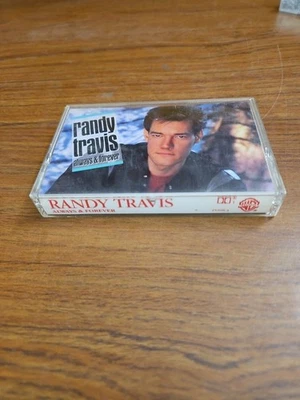 randy
travis
always & forever
RANDY TRAVIS
ALWAYS & FOREVER